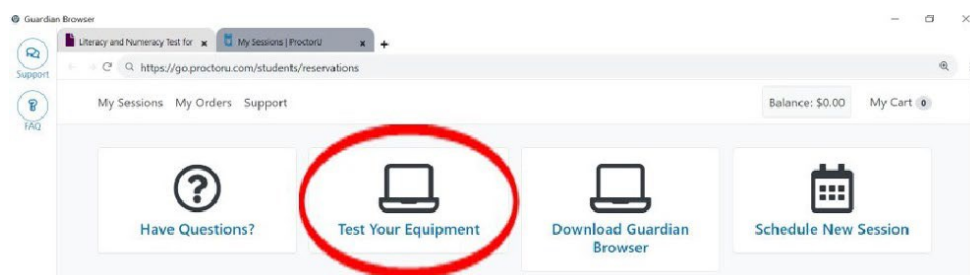 Guardian Browser
Literacy and Numeracy Test for
My Sessions | ProctorU
Support
https://go.proctoru.com/students/reservations
FAQ
My Sessions My Orders Support
Balance: $0.00
My Cart 0
Have Questions?
Test Your Equipment
Download Guardian
Browser
Schedule New Session